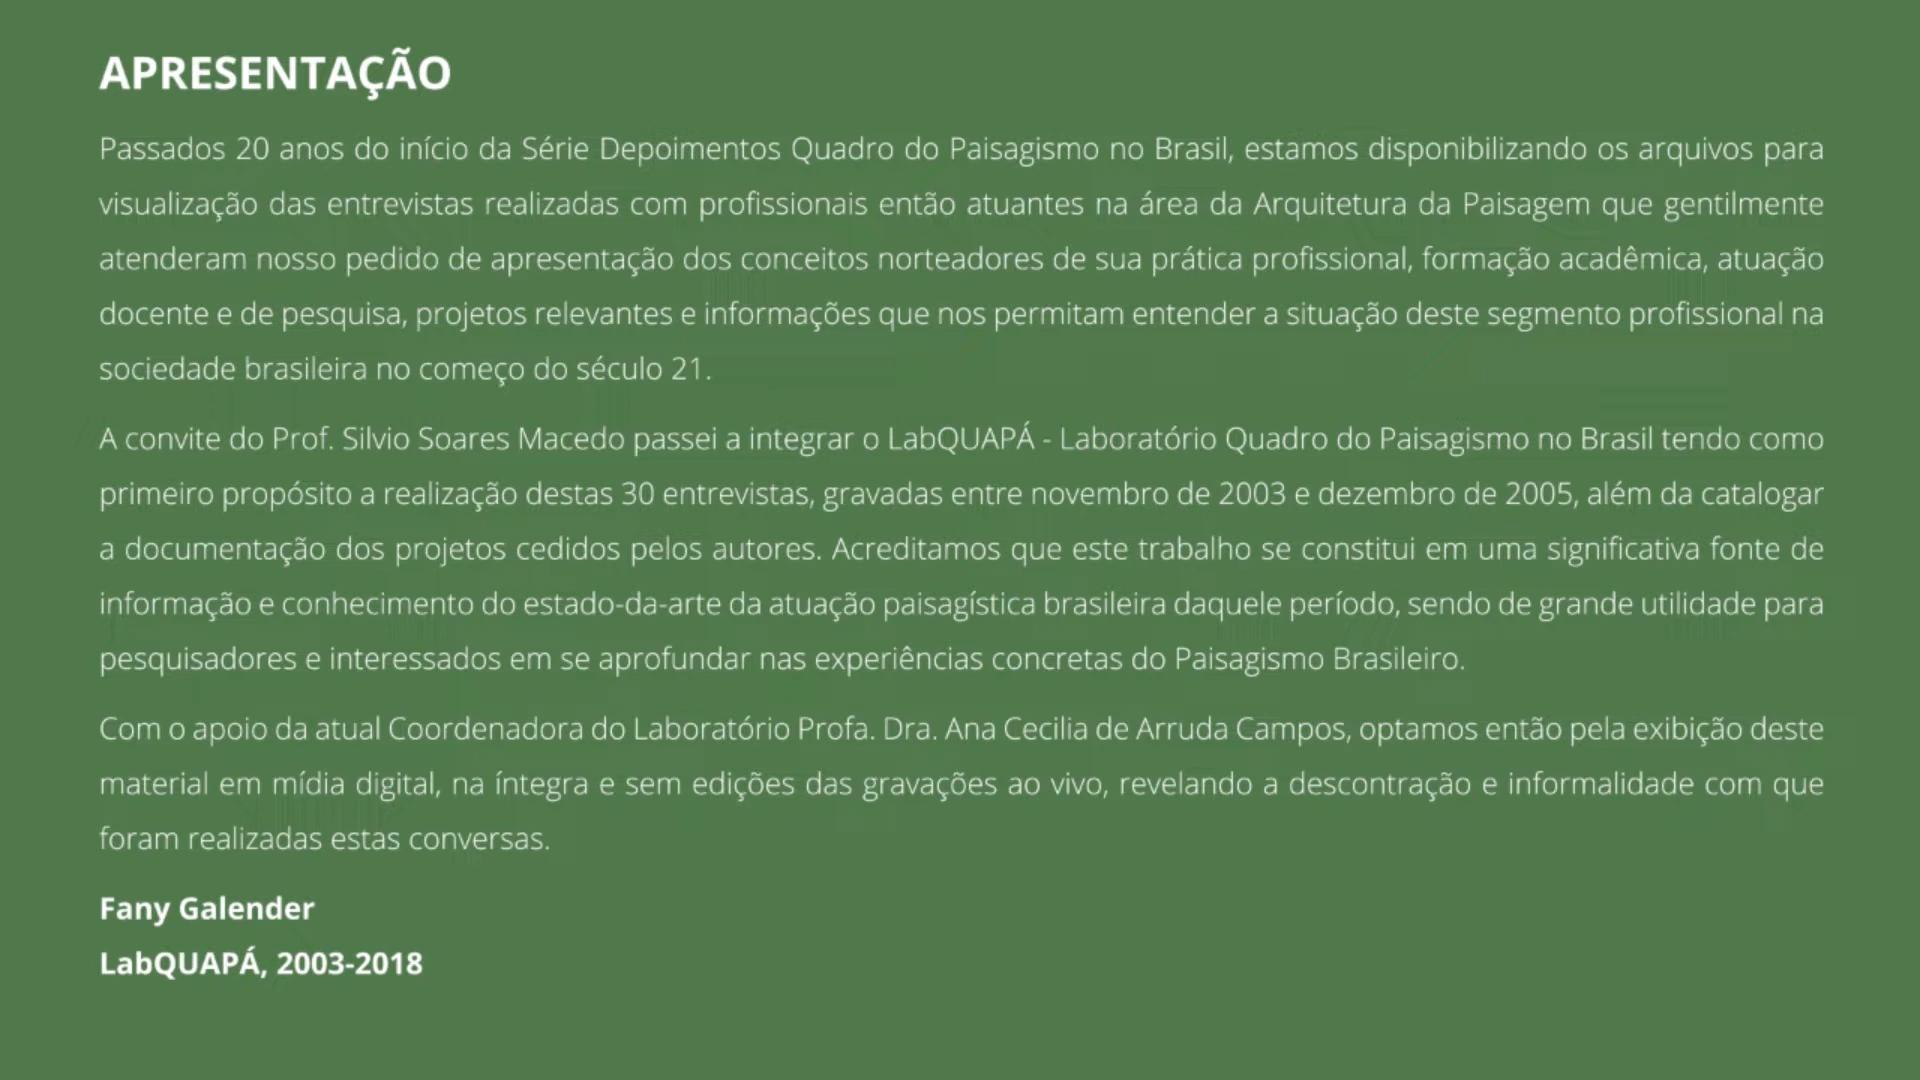 APRESENTAÇÃO
Passados 20 anos do início da Série Depoimentos Quadro do Paisagismo no Brasil, estamos disponibilizando os arquivos para
visualização das entrevistas realizadas com profissionais então atuantes na área da Arquitetura da Paisagem que gentilmente
atenderam nosso pedido de apresentação dos conceitos norteadores de sua prática profissional, formação acadêmica, atuação
docente e de pesquisa, projetos relevantes e informações que nos permitam entender a situação deste segmento profissional na
sociedade brasileira no começo do século 21.
A convite do Prof. Silvio Soares Macedo passei a integrar o LabQUAPÁ - Laboratório Quadro do Paisagismo no Brasil tendo como
primeiro propósito a realização destas 30 entrevistas, gravadas entre novembro de 2003 e dezembro de 2005, além da catalogar
a documentação dos projetos cedidos pelos autores. Acreditamos que este trabalho se constitui em uma significativa fonte de
informação e conhecimento do estado-da-arte da atuação paisagística brasileira daquele período, sendo de grande utilidade para
pesquisadores e interessados em se aprofundar nas experiências concretas do Paisagismo Brasileiro.
Com o apoio da atual Coordenadora do Laboratório Profa. Dra. Ana Cecilia de Arruda Campos, optamos então pela exibição deste
material em mídia digital, na íntegra e sem edições das gravações ao vivo, revelando a descontração e informalidade com que
foram realizadas estas conversas.
Fany Galender
LabQUAPÁ, 2003-2018